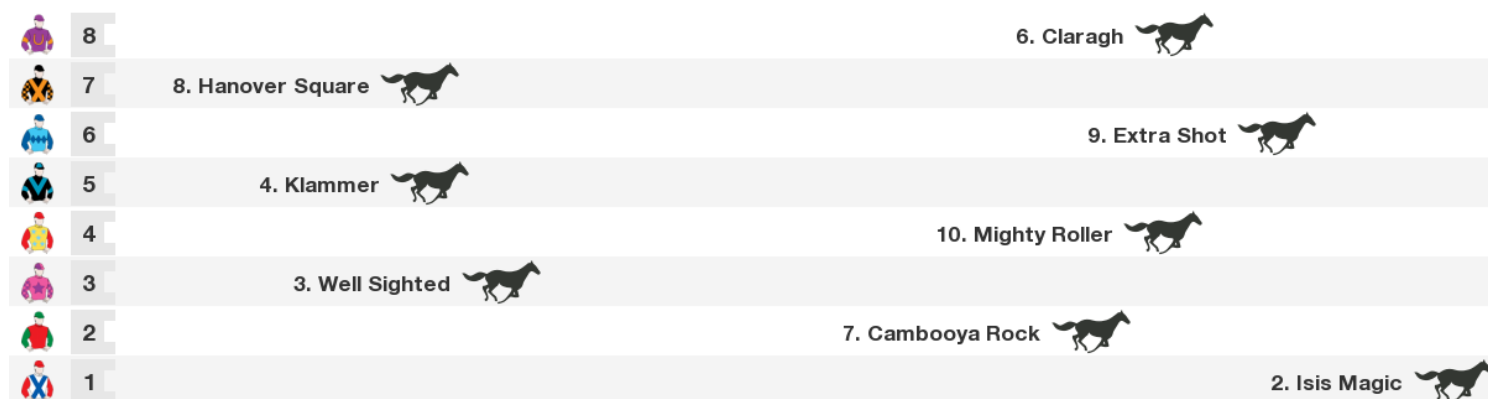 8 6. Claragh
7 8. Hanover Square
6 9. Extra Shot
5 4. Klammer
4 10. Mighty Roller
3 3. Well Sighted
2 7. Cambooya Rock
1 2. Isis Magic